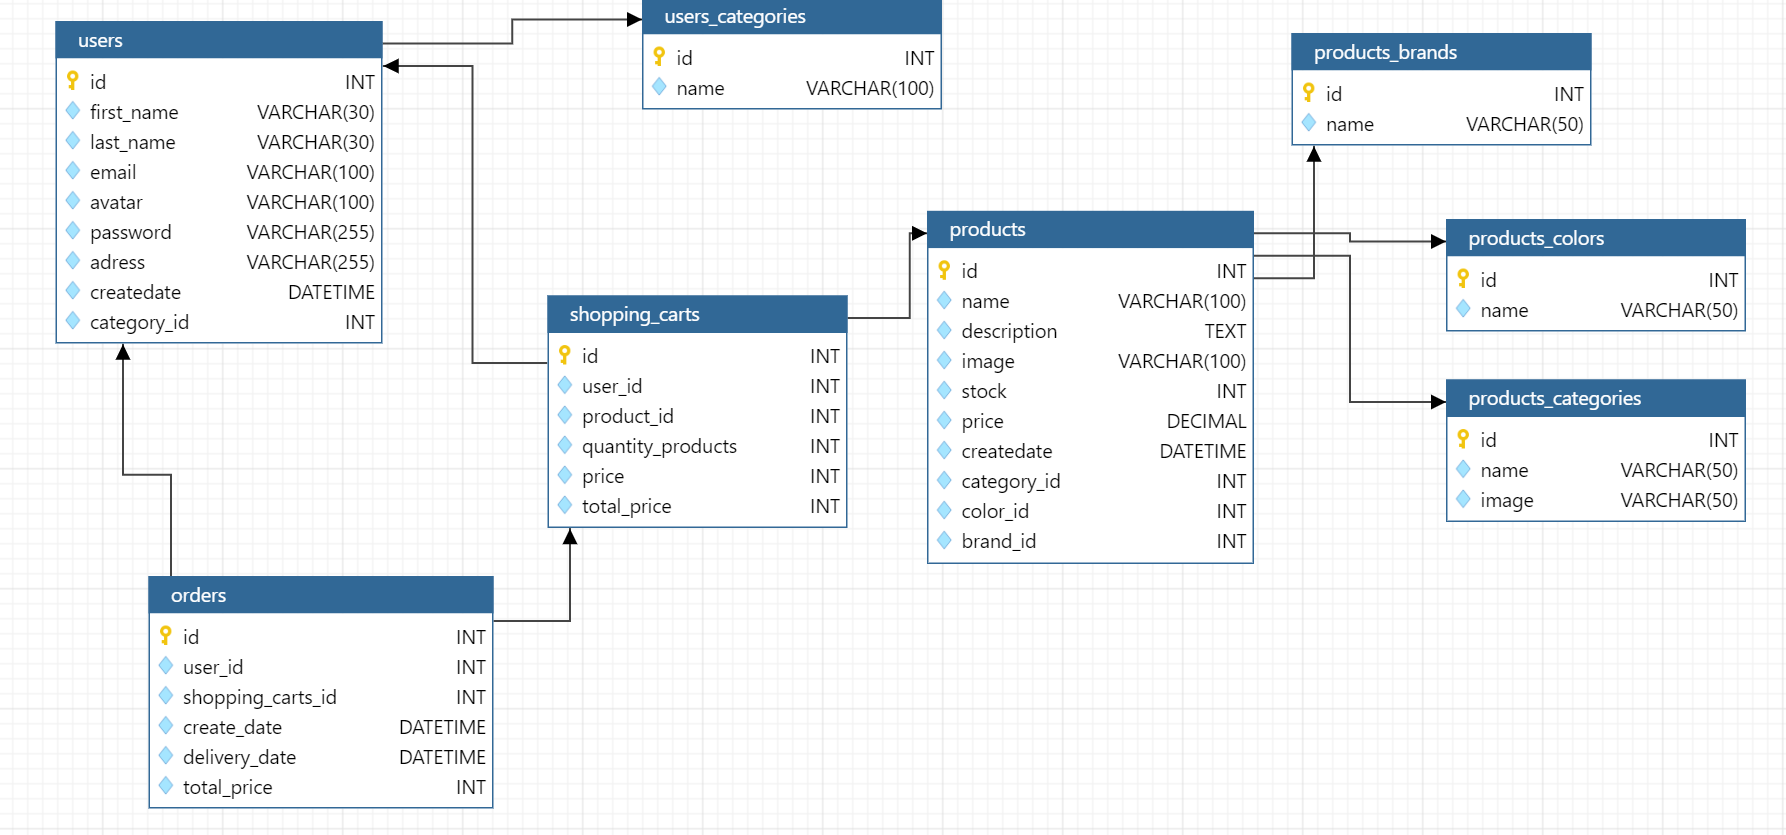 users
id INT
first_name VARCHAR(30)
last_name VARCHAR(30)
email VARCHAR(100)
avatar VARCHAR(100)
password VARCHAR(255)
adress VARCHAR(255)
createdate DATETIME
category_id INT
users_categories
id INT
name VARCHAR(100)
products_brands
id INT
name VARCHAR(50)
products
id INT
name VARCHAR(100)
description TEXT
image VARCHAR(100)
stock INT
price DECIMAL
createdate DATETIME
category_id INT
color_id INT
brand_id INT
products_colors
id INT
name VARCHAR(50)
products_categories
id INT
name VARCHAR(50)
image VARCHAR(50)
shopping_carts
id INT
user_id INT
product_id INT
quantity_products INT
price INT
total_price INT
orders
id INT
user_id INT
shopping_carts_id INT
create_date DATETIME
delivery_date DATETIME
total_price INT